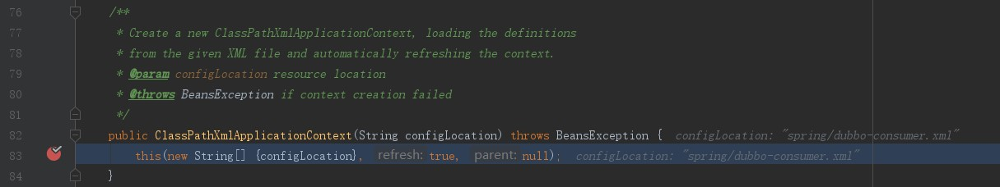 76 /**
77 * Create a new ClassPathXmlApplicationContext, loading the definitions
78 * from the given XML file and automatically refreshing the context.
79 * @param configLocation resource location
80 * @throws BeansException if context creation failed
81 */
82 public ClassPathXmlApplicationContext(String configLocation) throws BeansException { configLocation: "spring/dubbo-consumer.xml"
83 this(new String[] {configLocation}, refresh: true, parent: null); configLocation: "spring/dubbo-consumer.xml"
84 }